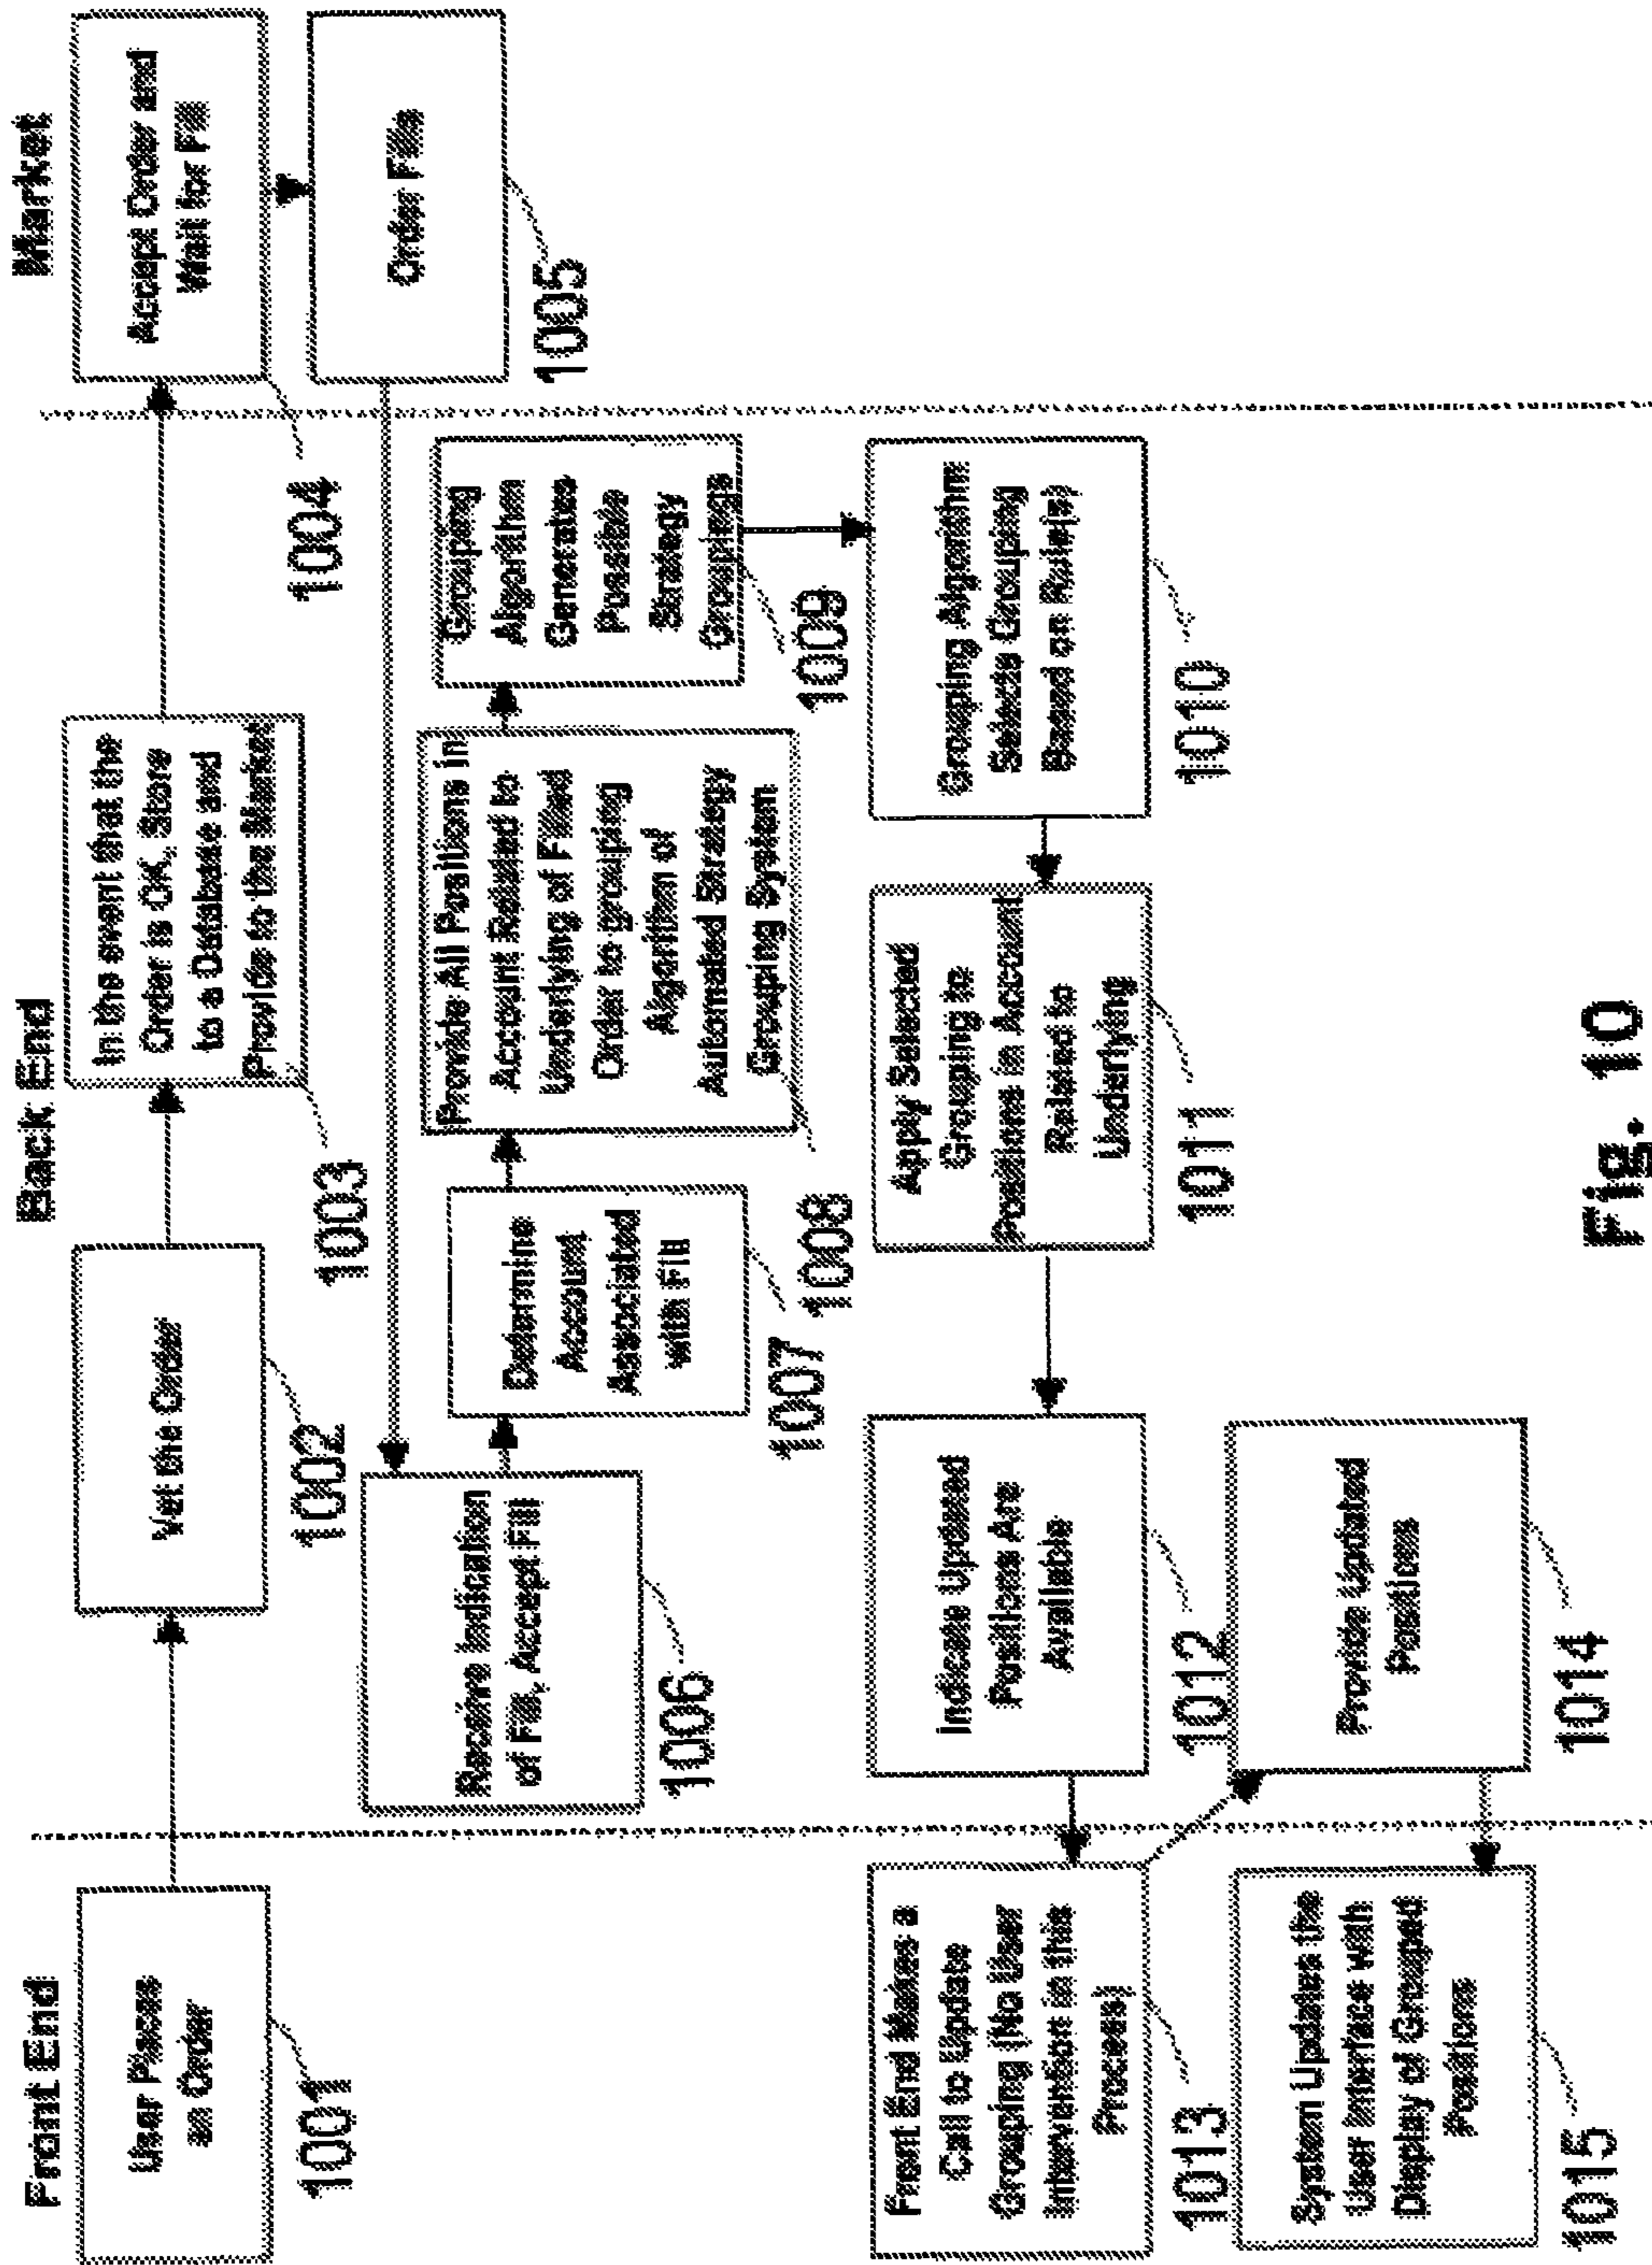 Front End
Back End
Market
User Places
an Order
1001
Vet the Order
1002
In the event that the
Order is OK, Store
to a Database and
Provide to the Market
1003
Accept Order and
Wait for Fill
1004
Order Fills
1005
Receive Indication
of Fill, Accept Fill
1006
Determine
Account
Associated
with Fill
1007
Provide All Positions in
Account Related to
Underlying of Filled
Order to grouping
Algorithm of
Automated Strategy
Grouping System
1008
Grouping
Algorithm
Generates
Possible
Strategy
Groupings
1009
Grouping Algorithm
Selects Grouping
Based on Rule(s)
1010
Apply Selected
Grouping to
Positions in Account
Related to
Underlying
1011
Indicate Updated
Positions Are
Available
1012
Front End Makes a
Call to Update
Grouping (No User
Intervention in this
Process)
1013
Provide Updated
Positions
1014
System Updates the
User Interface with
Display of Grouped
Positions
1015
Fig. 10